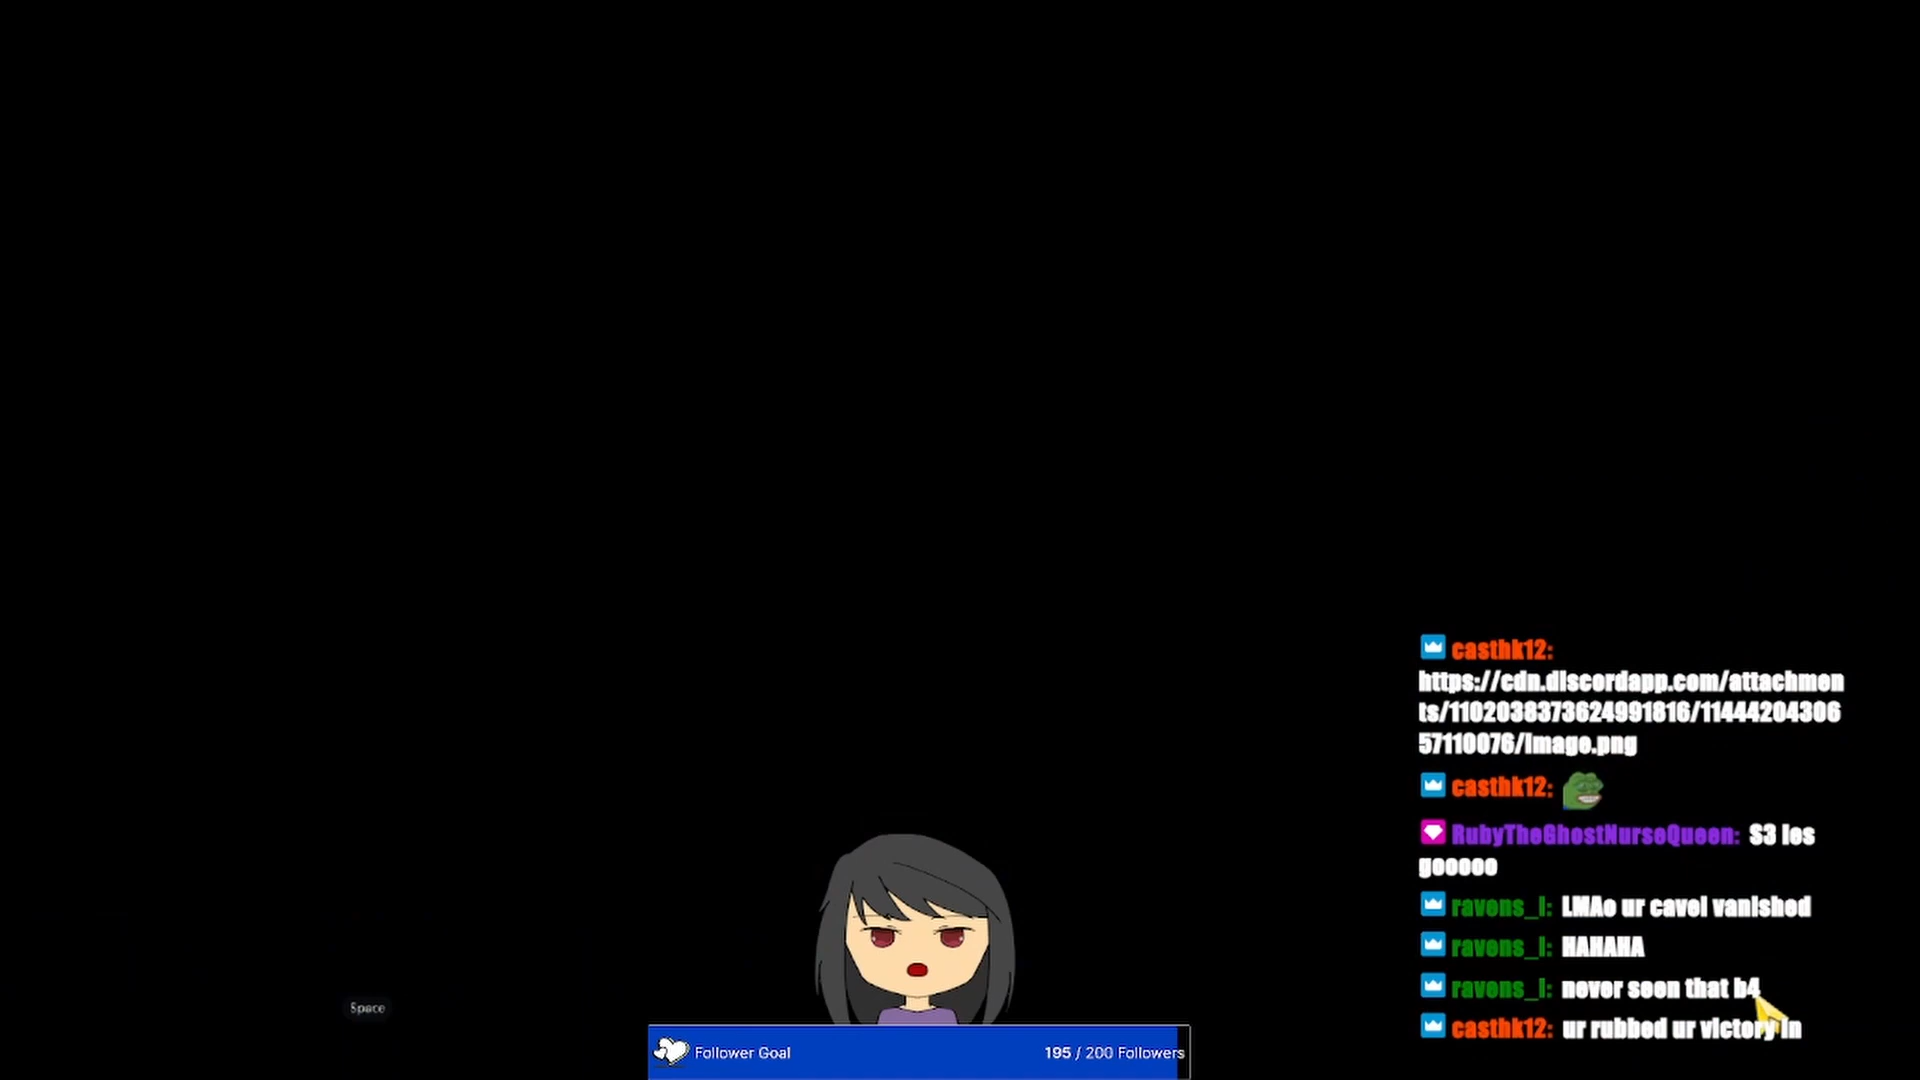 casthk12:
https://cdn.discordapp.com/attachmen
ts/1102038373624991816/11444204306
57110076/image.png
casthk12:
RubyTheGhostNurseQueen: S3 les
gooooo
ravens_l: LMAo ur cavel vanished
ravens_l: HAHAHA
ravens_l: never seen that b4
casthk12: ur rubbed ur victory in
Space
Follower Goal
195 / 200 Followers